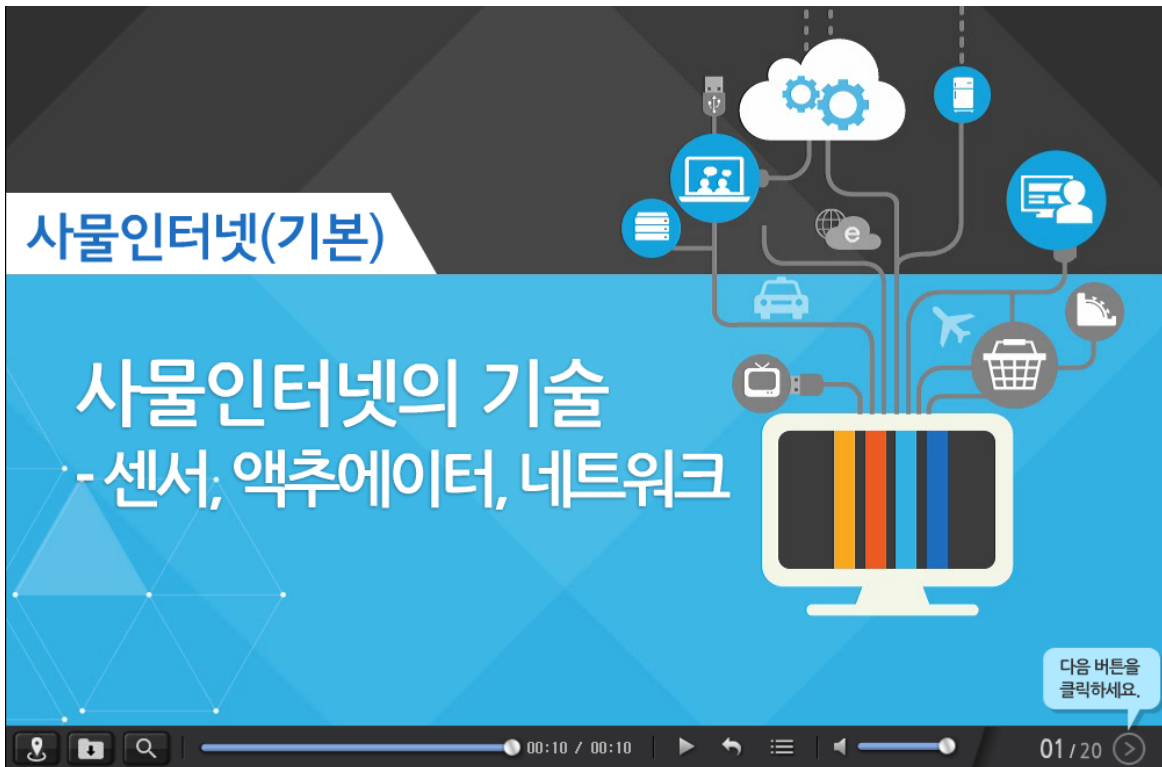 사물인터넷(기본)
e
사물인터넷의 기술
- 센서, 액추에이터, 네트워크
다음 버튼을
클릭하세요.
00:10 / 00:10
01 / 20